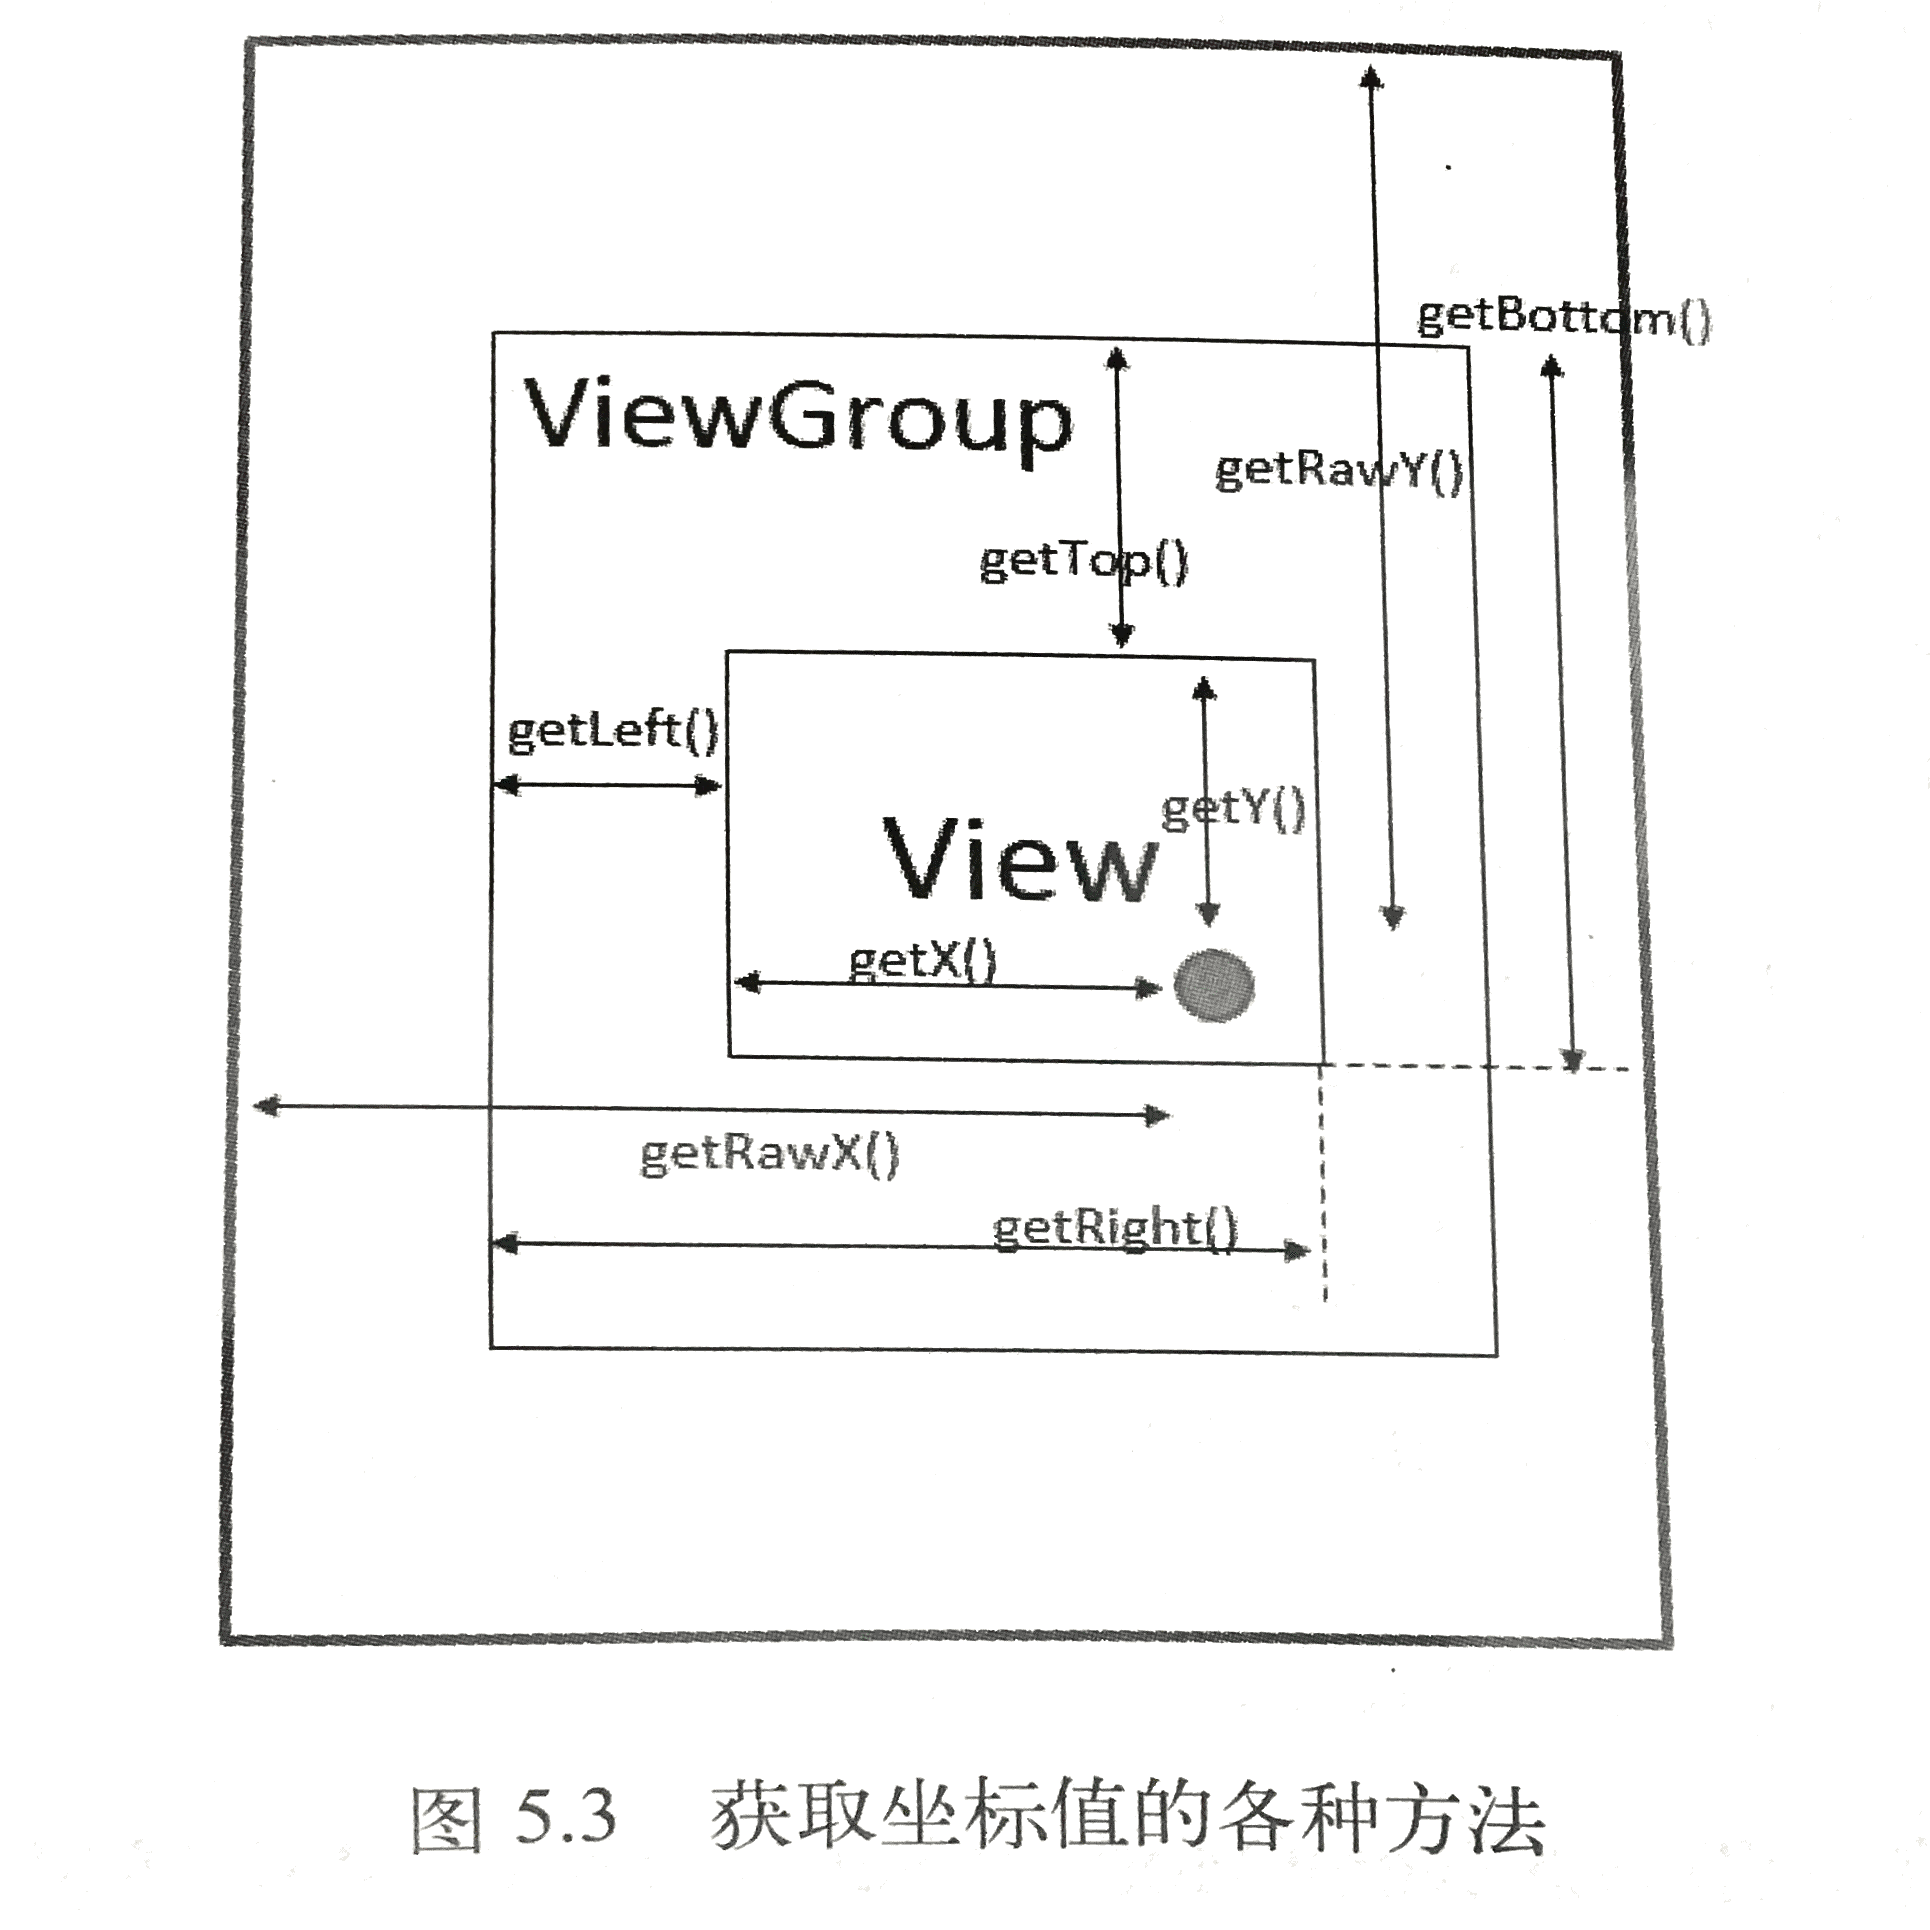 getBottom()
ViewGroup
getRawY()
getTop()
getLeft()
getY()
View
getX()
getRawX()
getRight()
图 5.3 获取坐标值的各种方法